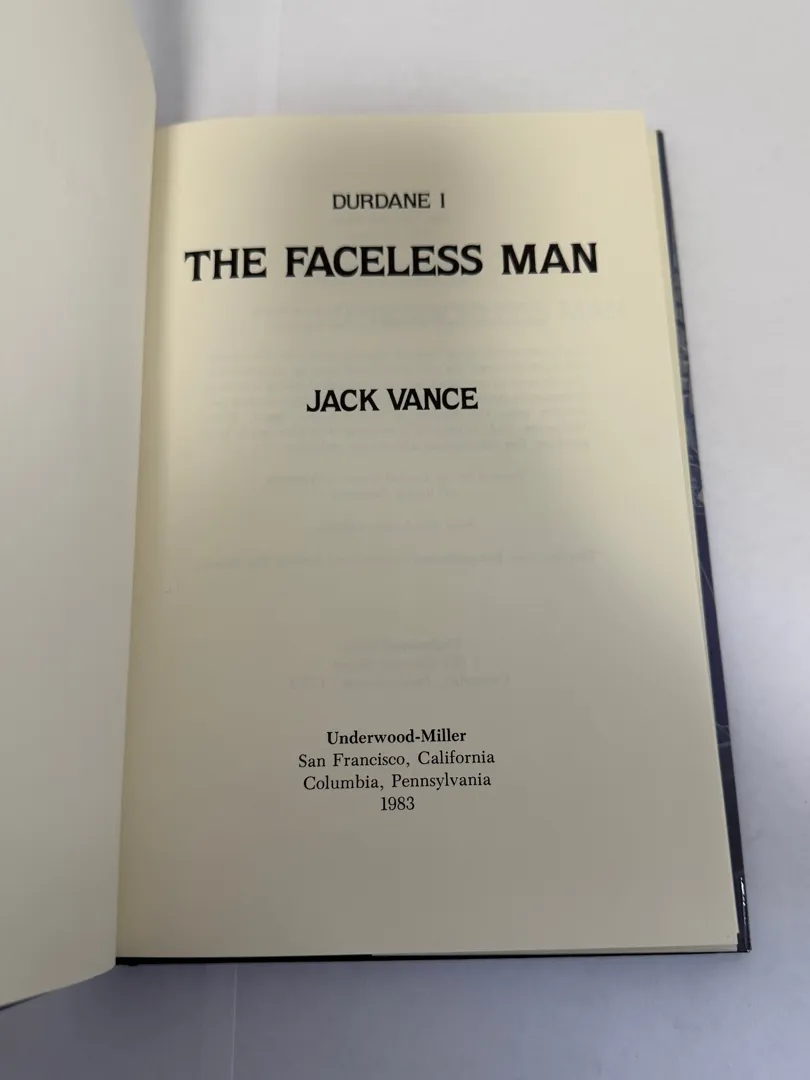 DURDANE I
THE FACELESS MAN
JACK VANCE
Underwood-Miller
San Francisco, California
Columbia, Pennsylvania
1983